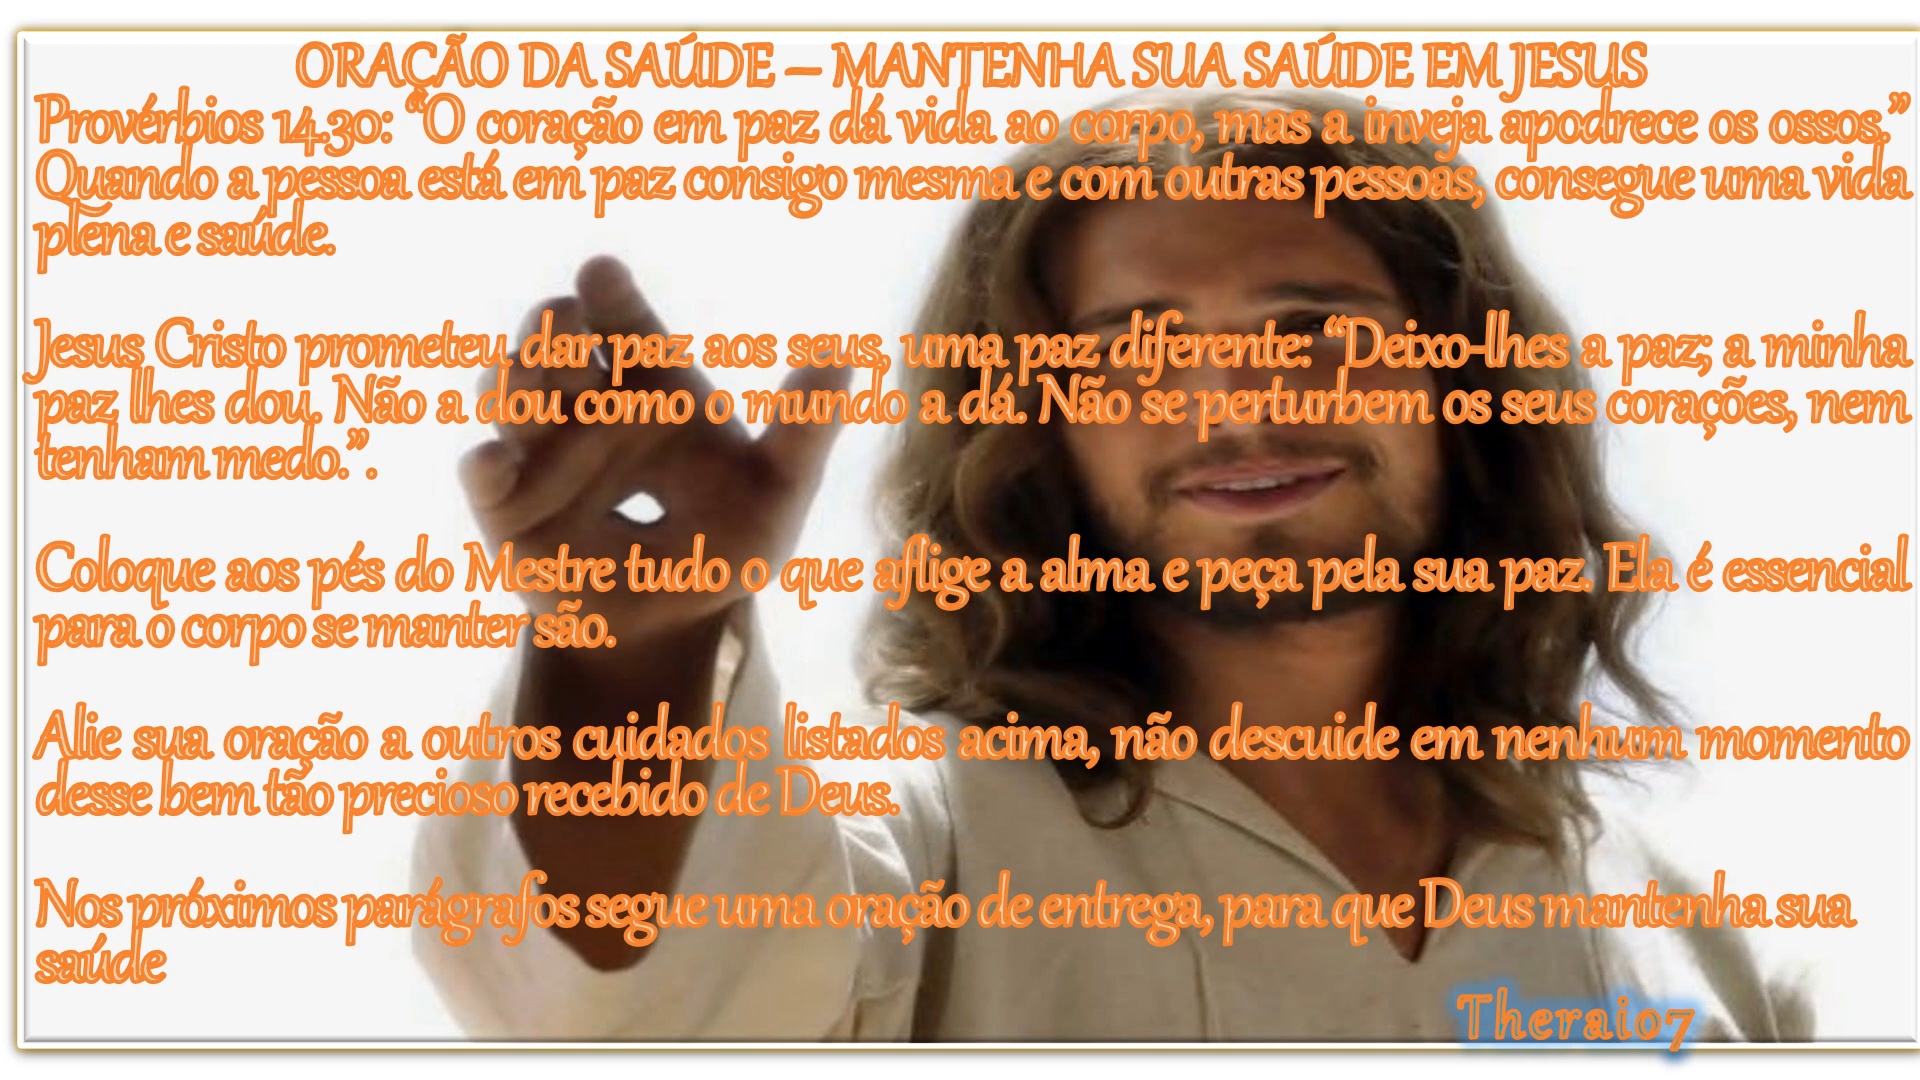 ORAÇÃO DA SAÚDE – MANTENHA SUA SAÚDE EM JESUS
Provérbios 14.30: “O coração em paz dá vida ao corpo, mas a inveja apodrece os ossos.”
Quando a pessoa está em paz consigo mesma e com outras pessoas, consegue uma vida
plena e saúde.
Jesus Cristo prometeu dar paz aos seus, uma paz diferente: “Deixo-lhes a paz; a minha
paz lhes dou. Não a dou como o mundo a dá. Não se perturbem os seus corações, nem
tenham medo.”.
Coloque aos pés do Mestre tudo o que aflige a alma e peça pela sua paz. Ela é essencial
para o corpo se manter são.
Alie sua oração a outros cuidados listados acima, não descuide em nenhum momento
desse bem tão precioso recebido de Deus.
Nos próximos parágrafos segue uma oração de entrega, para que Deus mantenha sua
saúde
Therai07